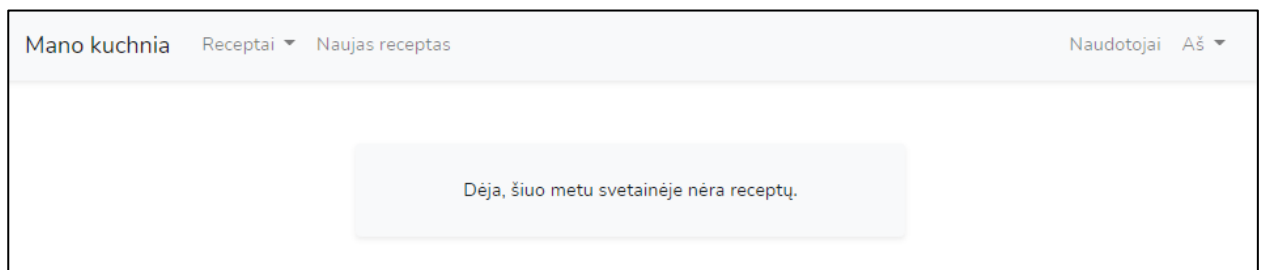 Mano kuchnia Receptai Naujas receptas Naudotojai Aš
Dėja, šiuo metu svetainėje nėra receptų.